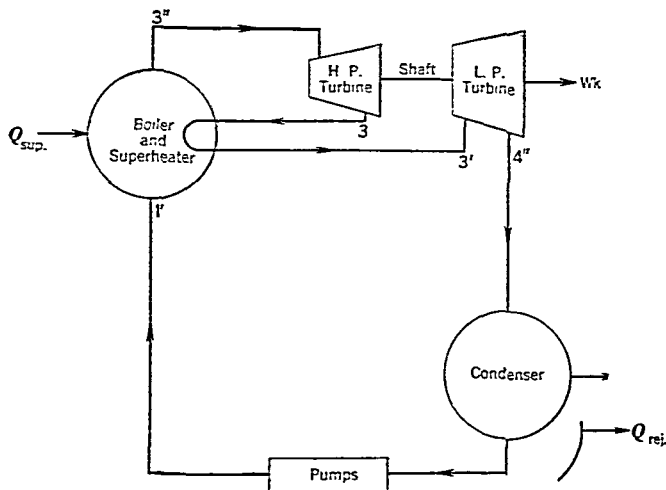 3"
H. P.
Turbine
Shaft
L. P.
Turbine
Wk
Boiler
and
Superheater
Q sup.
3
3'
4"
1"
Condenser
Q rej.
Pumps